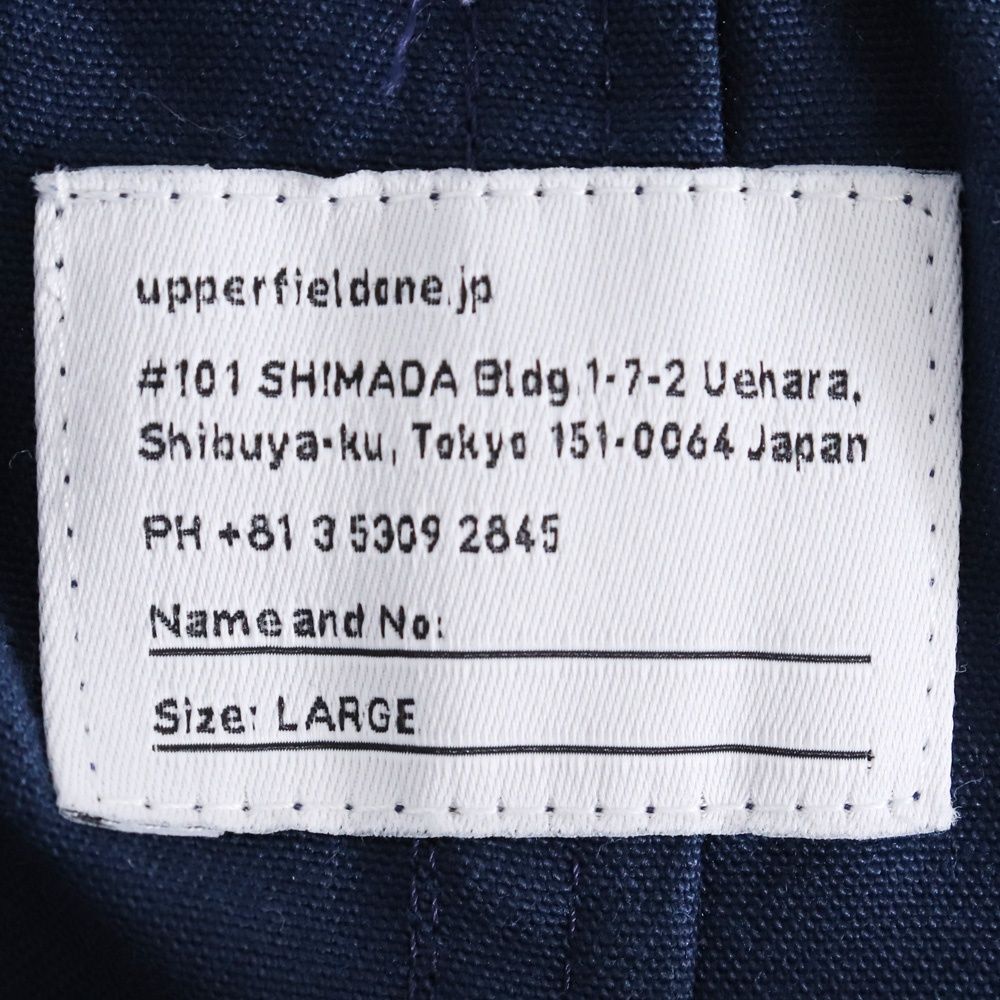 upperfieldone.jp
#101 SHIMADA Bldg.1-7-2 Uehara,
Shibuya-ku, Tokyo 151-0064 Japan
PH +81 3 5309 2845
Name and No:
Size: LARGE